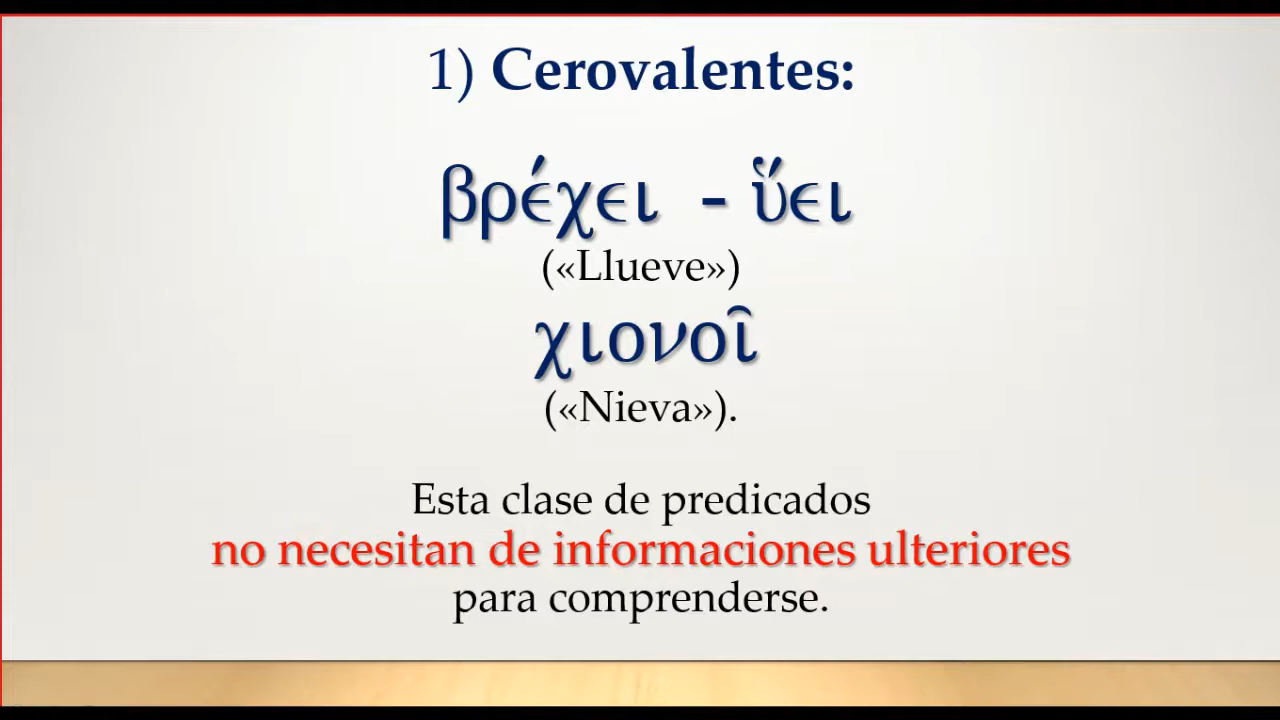 1) Cerovalentes:
βρέχει - ὕει
(«Llueve»)
χιονοῖ
(«Nieva»).
Esta clase de predicados
no necesitan de informaciones ulteriores
para comprenderse.